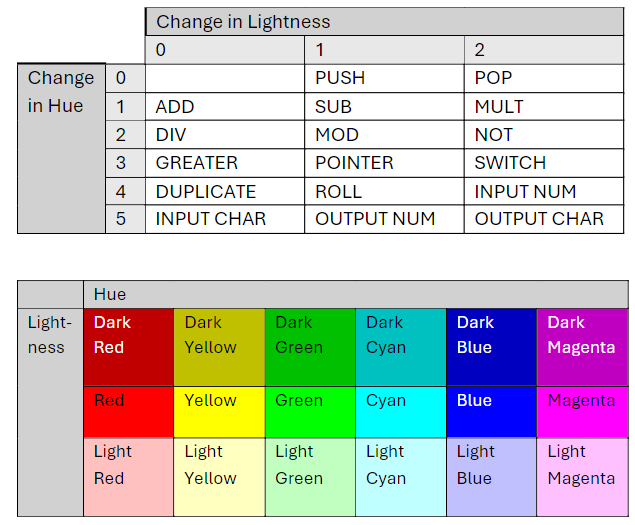 Change in Lightness
0 1 2
Change 0 PUSH POP
in Hue 1 ADD SUB MULT
2 DIV MOD NOT
3 GREATER POINTER SWITCH
4 DUPLICATE ROLL INPUT NUM
5 INPUT CHAR OUTPUT NUM OUTPUT CHAR
Hue
Light- Dark Dark Dark Dark Dark Dark
ness Red Yellow Green Cyan Blue Magenta
Red Yellow Green Cyan Blue Magenta
Light Light Light Light Light Light
Red Yellow Green Cyan Blue Magenta